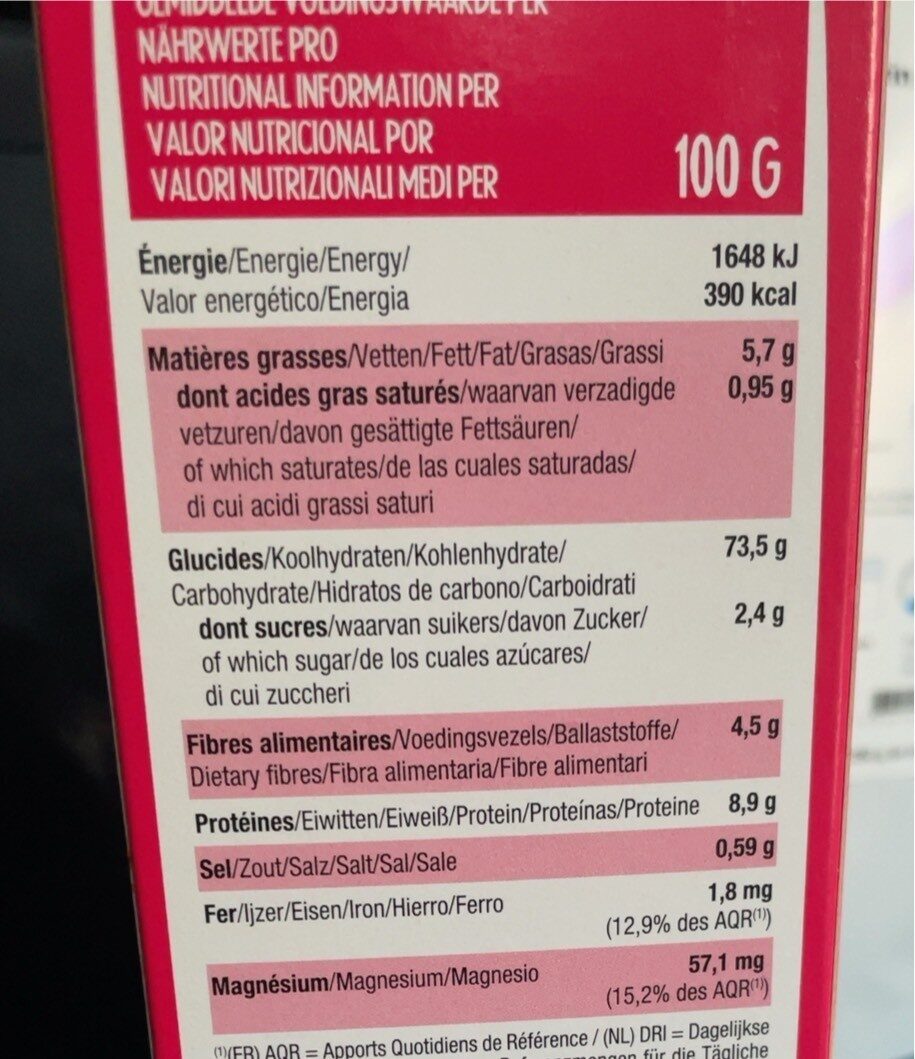 NÄHRWERTE PRO
NUTRITIONAL INFORMATION PER
VALOR NUTRICIONAL POR
VALORI NUTRIZIONALI MEDI PER 100 G
Énergie/Energie/Energy/ 1648 kJ
Valor energético/Energia 390 kcal
Matières grasses/Vetten/Fett/Fat/Grasas/Grassi 5,7 g
dont acides gras saturés/waarvan verzadigde 0,95 g
vetzuren/davon gesättigte Fettsäuren/
of which saturates/de las cuales saturadas/
di cui acidi grassi saturi
Glucides/Koolhydraten/Kohlenhydrate/ 73,5 g
Carbohydrate/Hidratos de carbono/Carboidrati
dont sucres/waarvan suikers/davon Zucker/ 2,4 g
of which sugar/de los cuales azúcares/
di cui zuccheri
Fibres alimentaires/Voedingsvezels/Ballaststoffe/ 4,5 g
Dietary fibres/Fibra alimentaria/Fibre alimentari
Protéines/Eiwitten/Eiweiß/Protein/Proteínas/Proteine 8,9 g
Sel/Zout/Salz/Salt/Sal/Sale 0,59 g
Fer/Ijzer/Eisen/Iron/Hierro/Ferro 1,8 mg
(12,9% des AQR⁽¹⁾)
Magnésium/Magnesium/Magnesio 57,1 mg
(15,2% des AQR⁽¹⁾)
⁽¹⁾(FR) AQR = Apports Quotidiens de Référence / (NL) DRI = Dagelijkse
für die Tägliche